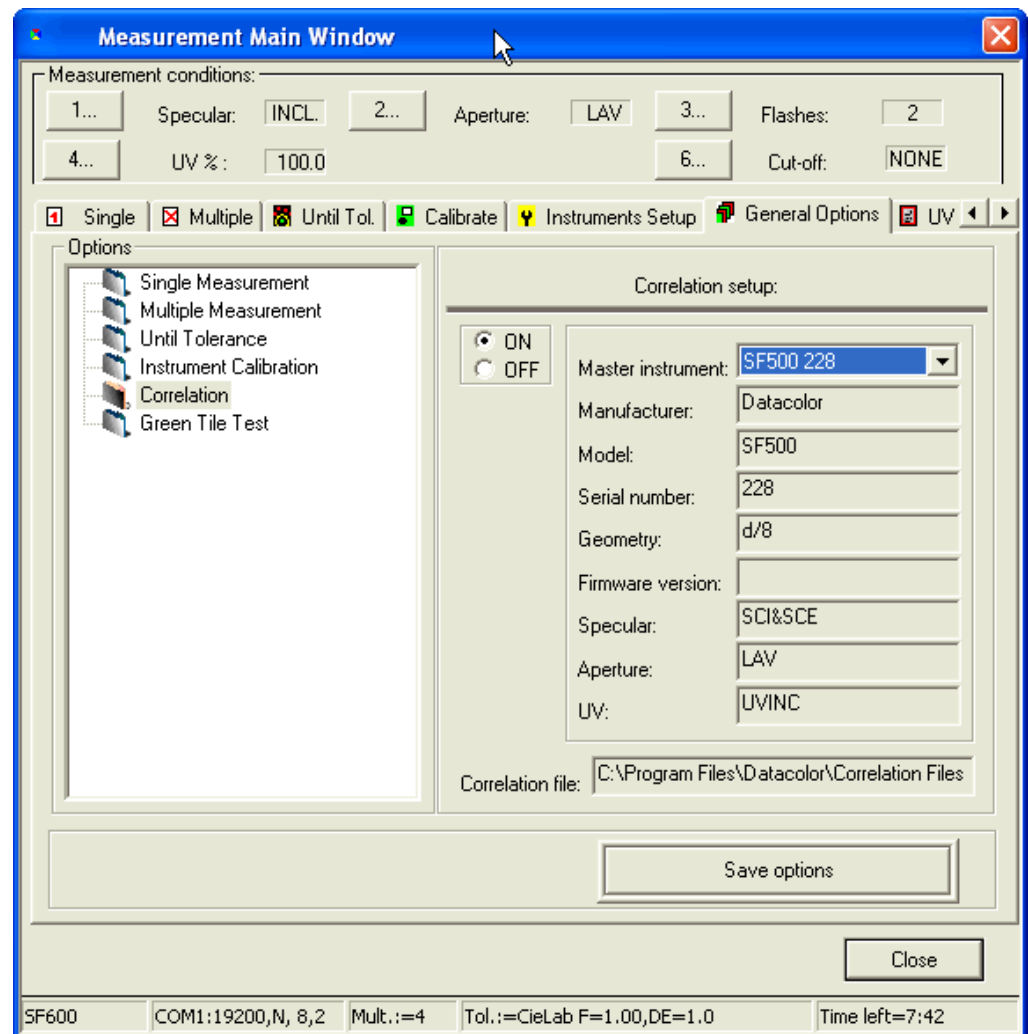 Measurement Main Window
Measurement conditions:
1... Specular: INCL. 2... Aperture: LAV 3... Flashes: 2
4... UV % : 100.0 6... Cut-off: NONE
1 Single Multiple Until Tol. Calibrate Instruments Setup General Options UV
Options
Single Measurement
Multiple Measurement
Until Tolerance
Instrument Calibration
Correlation
Green Tile Test
Correlation setup:
ON
OFF
Master instrument: SF500 228
Manufacturer: Datacolor
Model: SF500
Serial number: 228
Geometry: d/8
Firmware version:
Specular: SCI&SCE
Aperture: LAV
UV: UVINC
Correlation file: C:\Program Files\Datacolor\Correlation Files
Save options
Close
SF600 COM1:19200,N, 8,2 Mult.:=4 Tol.:=CieLab F=1.00,DE=1.0 Time left=7:42